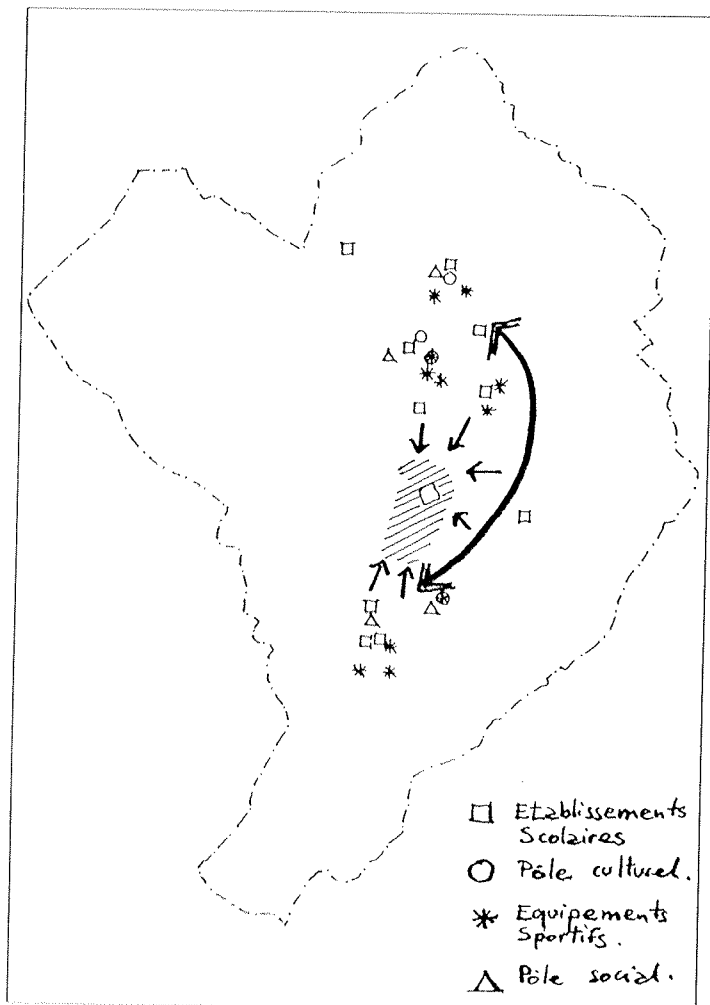 Etablissements
Scolaires
Pôle culturel.
Equipements
Sportifs.
Pôle social.